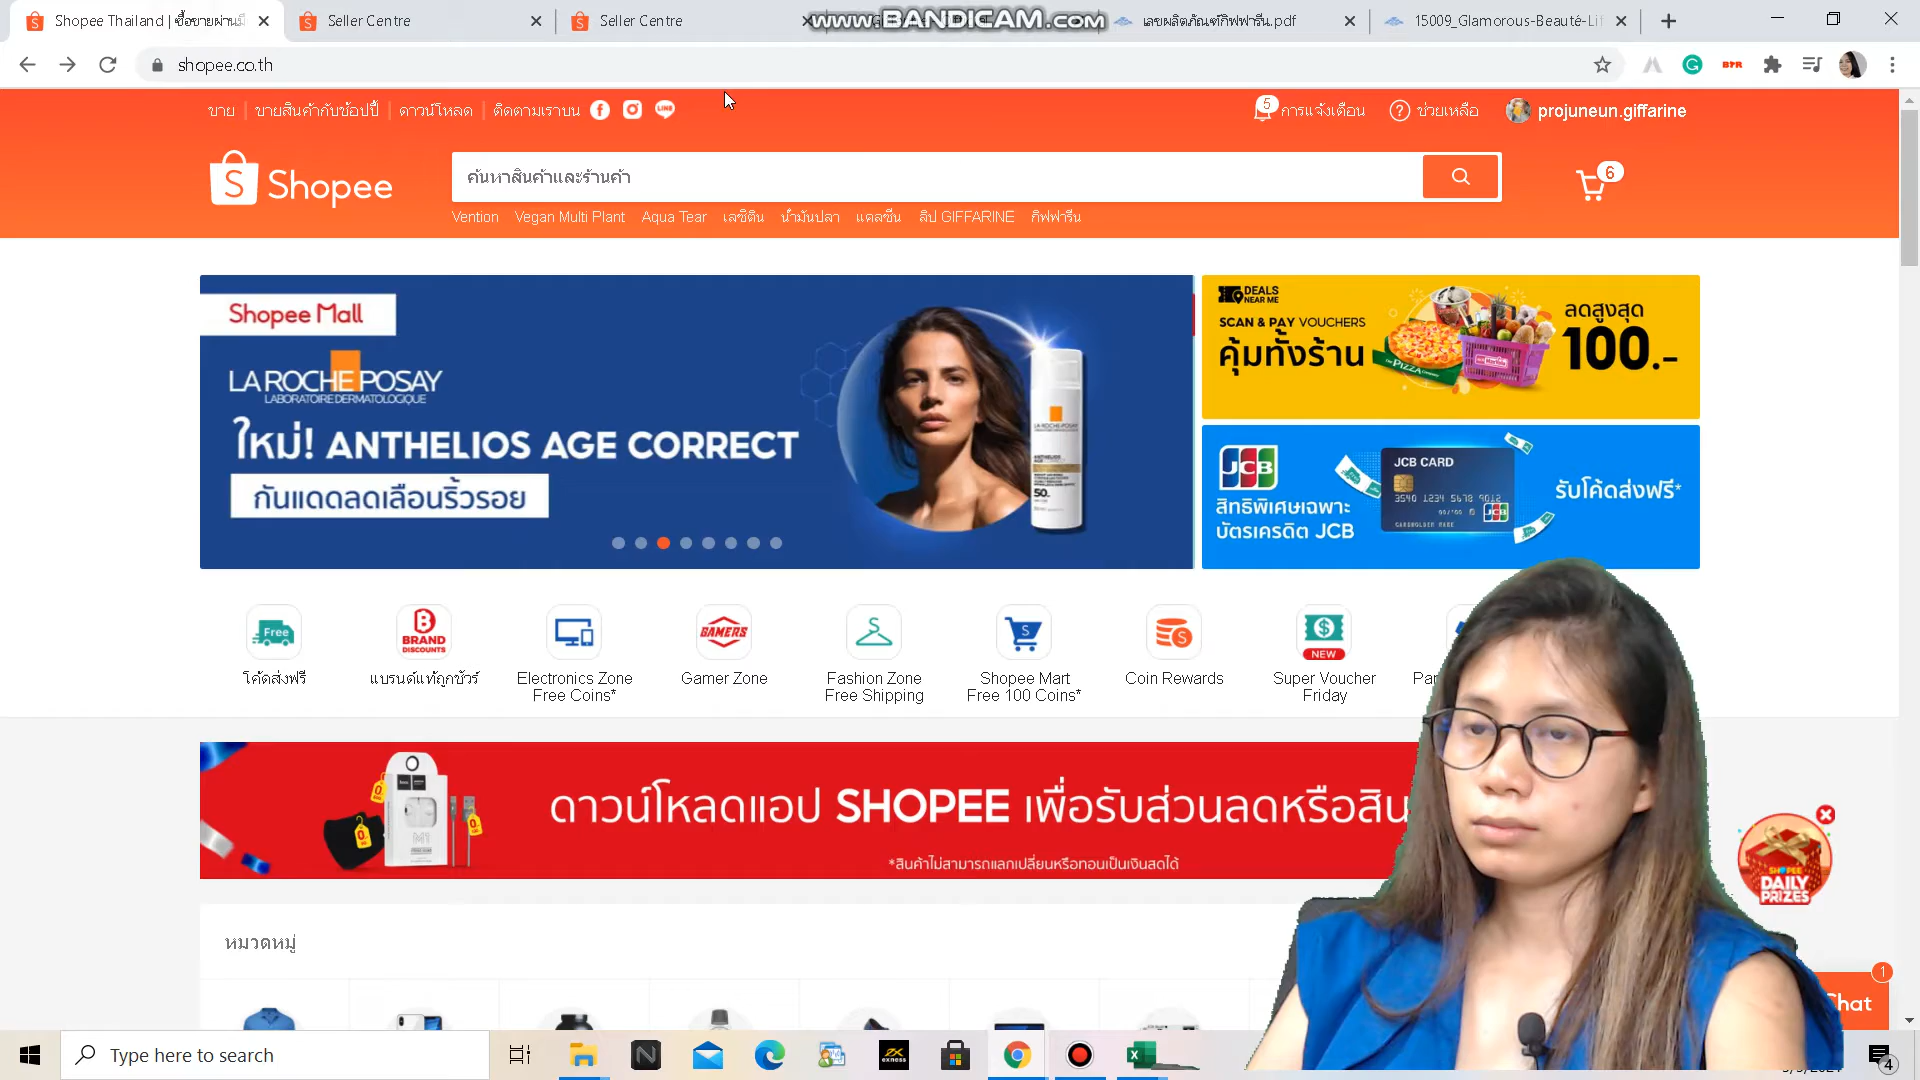 Shopee Thailand | ซื้อขายผ่านมื
Seller Centre
Seller Centre
WWW.BANDICAM.COM
เลขผลิตภัณฑ์กิฟฟารีน.pdf
15009_Glamorous-Beauté-Lif
shopee.co.th
ขาย
ขายสินค้ากับช้อปปี้
ดาวน์โหลด
ติดตามเราบน
LINE
5
การแจ้งเตือน
ช่วยเหลือ
projuneun.giffarine
Shopee
ค้นหาสินค้าและร้านค้า
6
Vention Vegan Multi Plant Aqua Tear เลซิติน น้ำมันปลา แคลซีน ลิป GIFFARINE กิฟฟารีน
Shopee Mall
LA ROCHE POSAY
LABORATOIRE DERMATOLOGIQUE
ใหม่! ANTHELIOS AGE CORRECT
กันแดดลดเลือนริ้วรอย
DEALS
NEAR ME
SCAN & PAY VOUCHERS
คุ้มทั้งร้าน
ลดสูงสุด
100.-
JCB
สิทธิพิเศษเฉพาะ
บัตรเครดิต JCB
JCB CARD
3540 1234 5678 9012
รับโค้ดส่งฟรี*
Free
โค้ดส่งฟรี
BRAND
DISCOUNTS
แบรนด์แท้ถูกชัวร์
Electronics Zone
Free Coins*
GAMERS
Gamer Zone
Fashion Zone
Free Shipping
Shopee Mart
Free 100 Coins*
Coin Rewards
NEW
Super Voucher
Friday
ดาวน์โหลดแอป SHOPEE เพื่อรับส่วนลดหรือสิน
*สินค้าไม่สามารถแลกเปลี่ยนหรือทอนเป็นเงินสดได้
SHOPEE
DAILY
PRIZES
หมวดหมู่
Chat
1
Type here to search
4